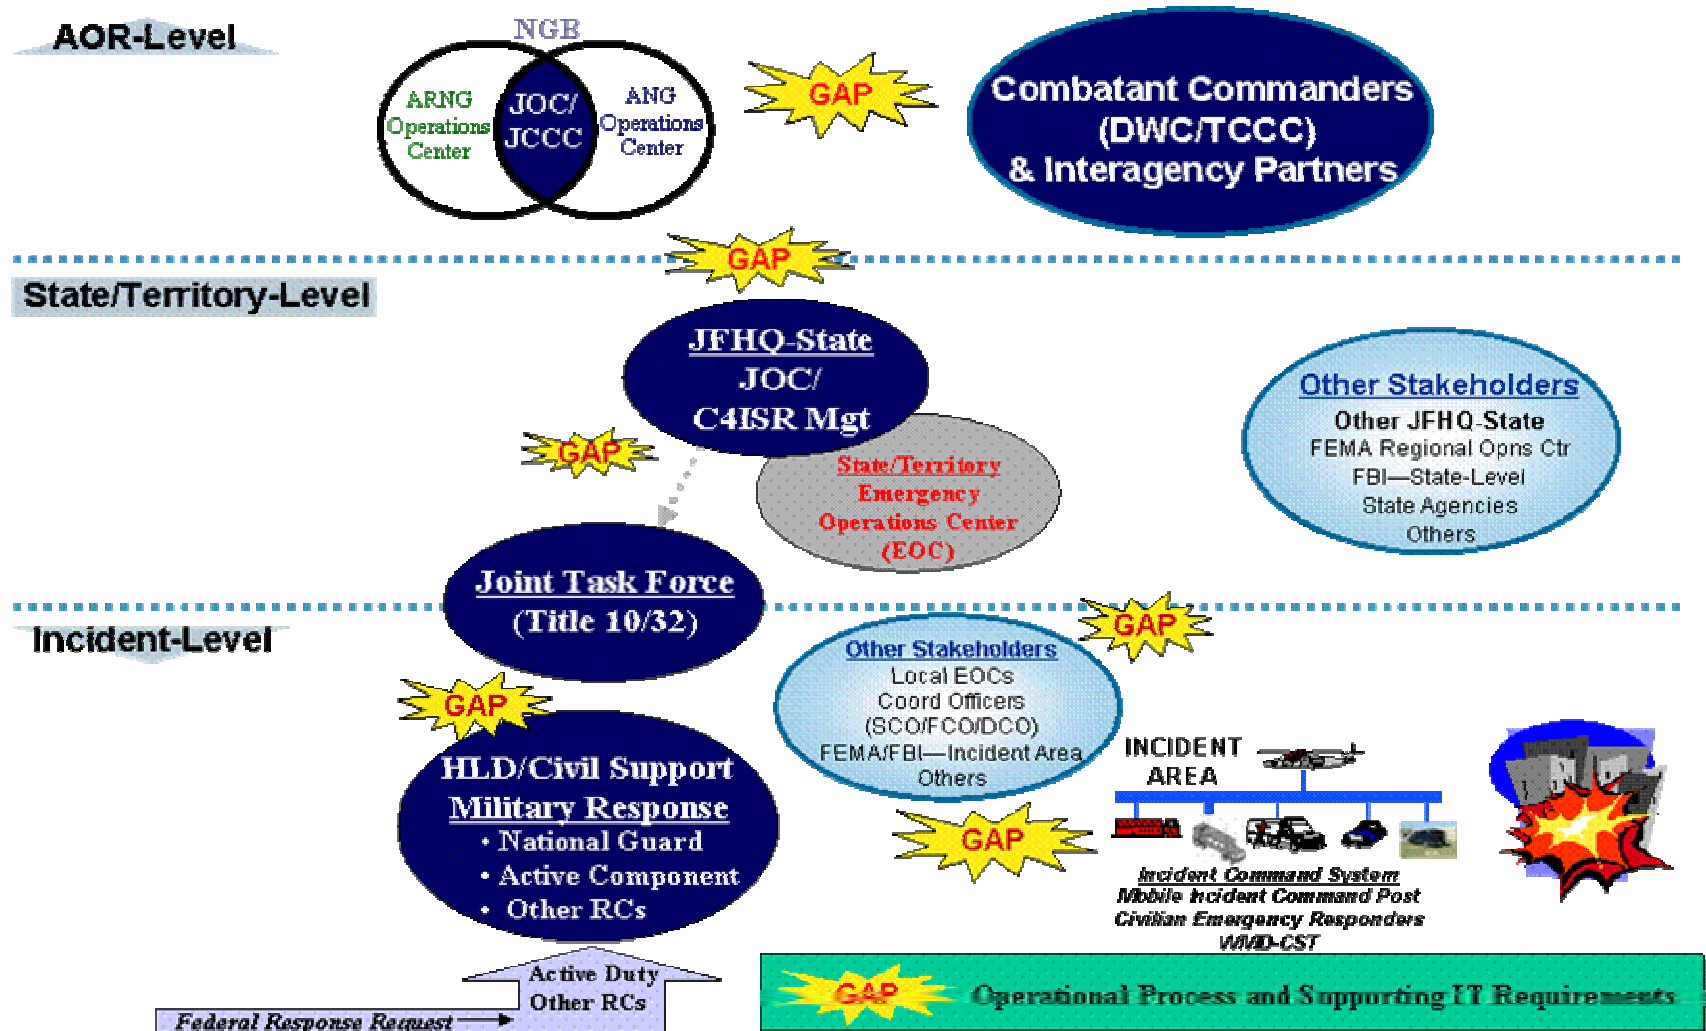 AOR-Level
NGB
ARNG
Operations
Center
JOC/
JCCC
ANG
Operations
Center
GAP
Combatant Commanders
(DWC/TCCC)
& Interagency Partners
GAP
State/Territory-Level
JFHQ-State
JOC/
C4ISR Mgt
GAP
State/Territory
Emergency
Operations Center
(EOC)
Other Stakeholders
Other JFHQ-State
FEMA Regional Opns Ctr
FBI—State-Level
State Agencies
Others
Joint Task Force
(Title 10/32)
Incident-Level
GAP
Other Stakeholders
Local EOCs
Coord Officers
(SCO/FCO/DCO)
FEMA/FBI—Incident Area
Others
GAP
HLD/Civil Support
Military Response
• National Guard
• Active Component
• Other RCs
GAP
INCIDENT
AREA
Incident Command System
Mobile Incident Command Post
Civilian Emergency Responders
WMD-CST
Active Duty
Other RCs
Federal Response Request
GAP Operational Process and Supporting IT Requirements